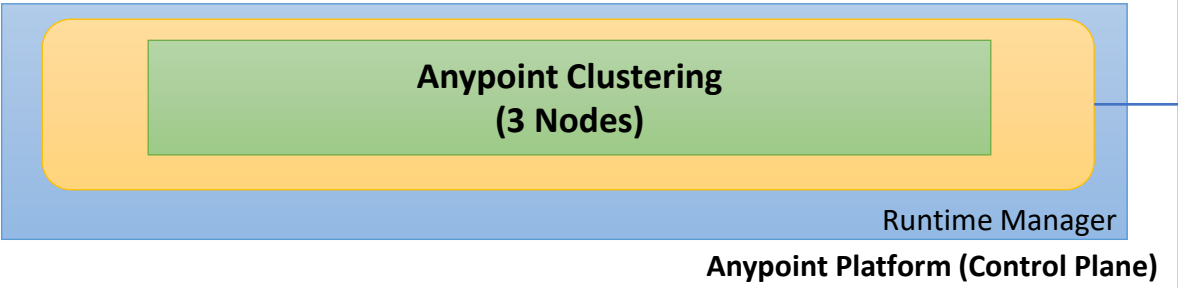 Anypoint Clustering
(3 Nodes)
Runtime Manager
Anypoint Platform (Control Plane)